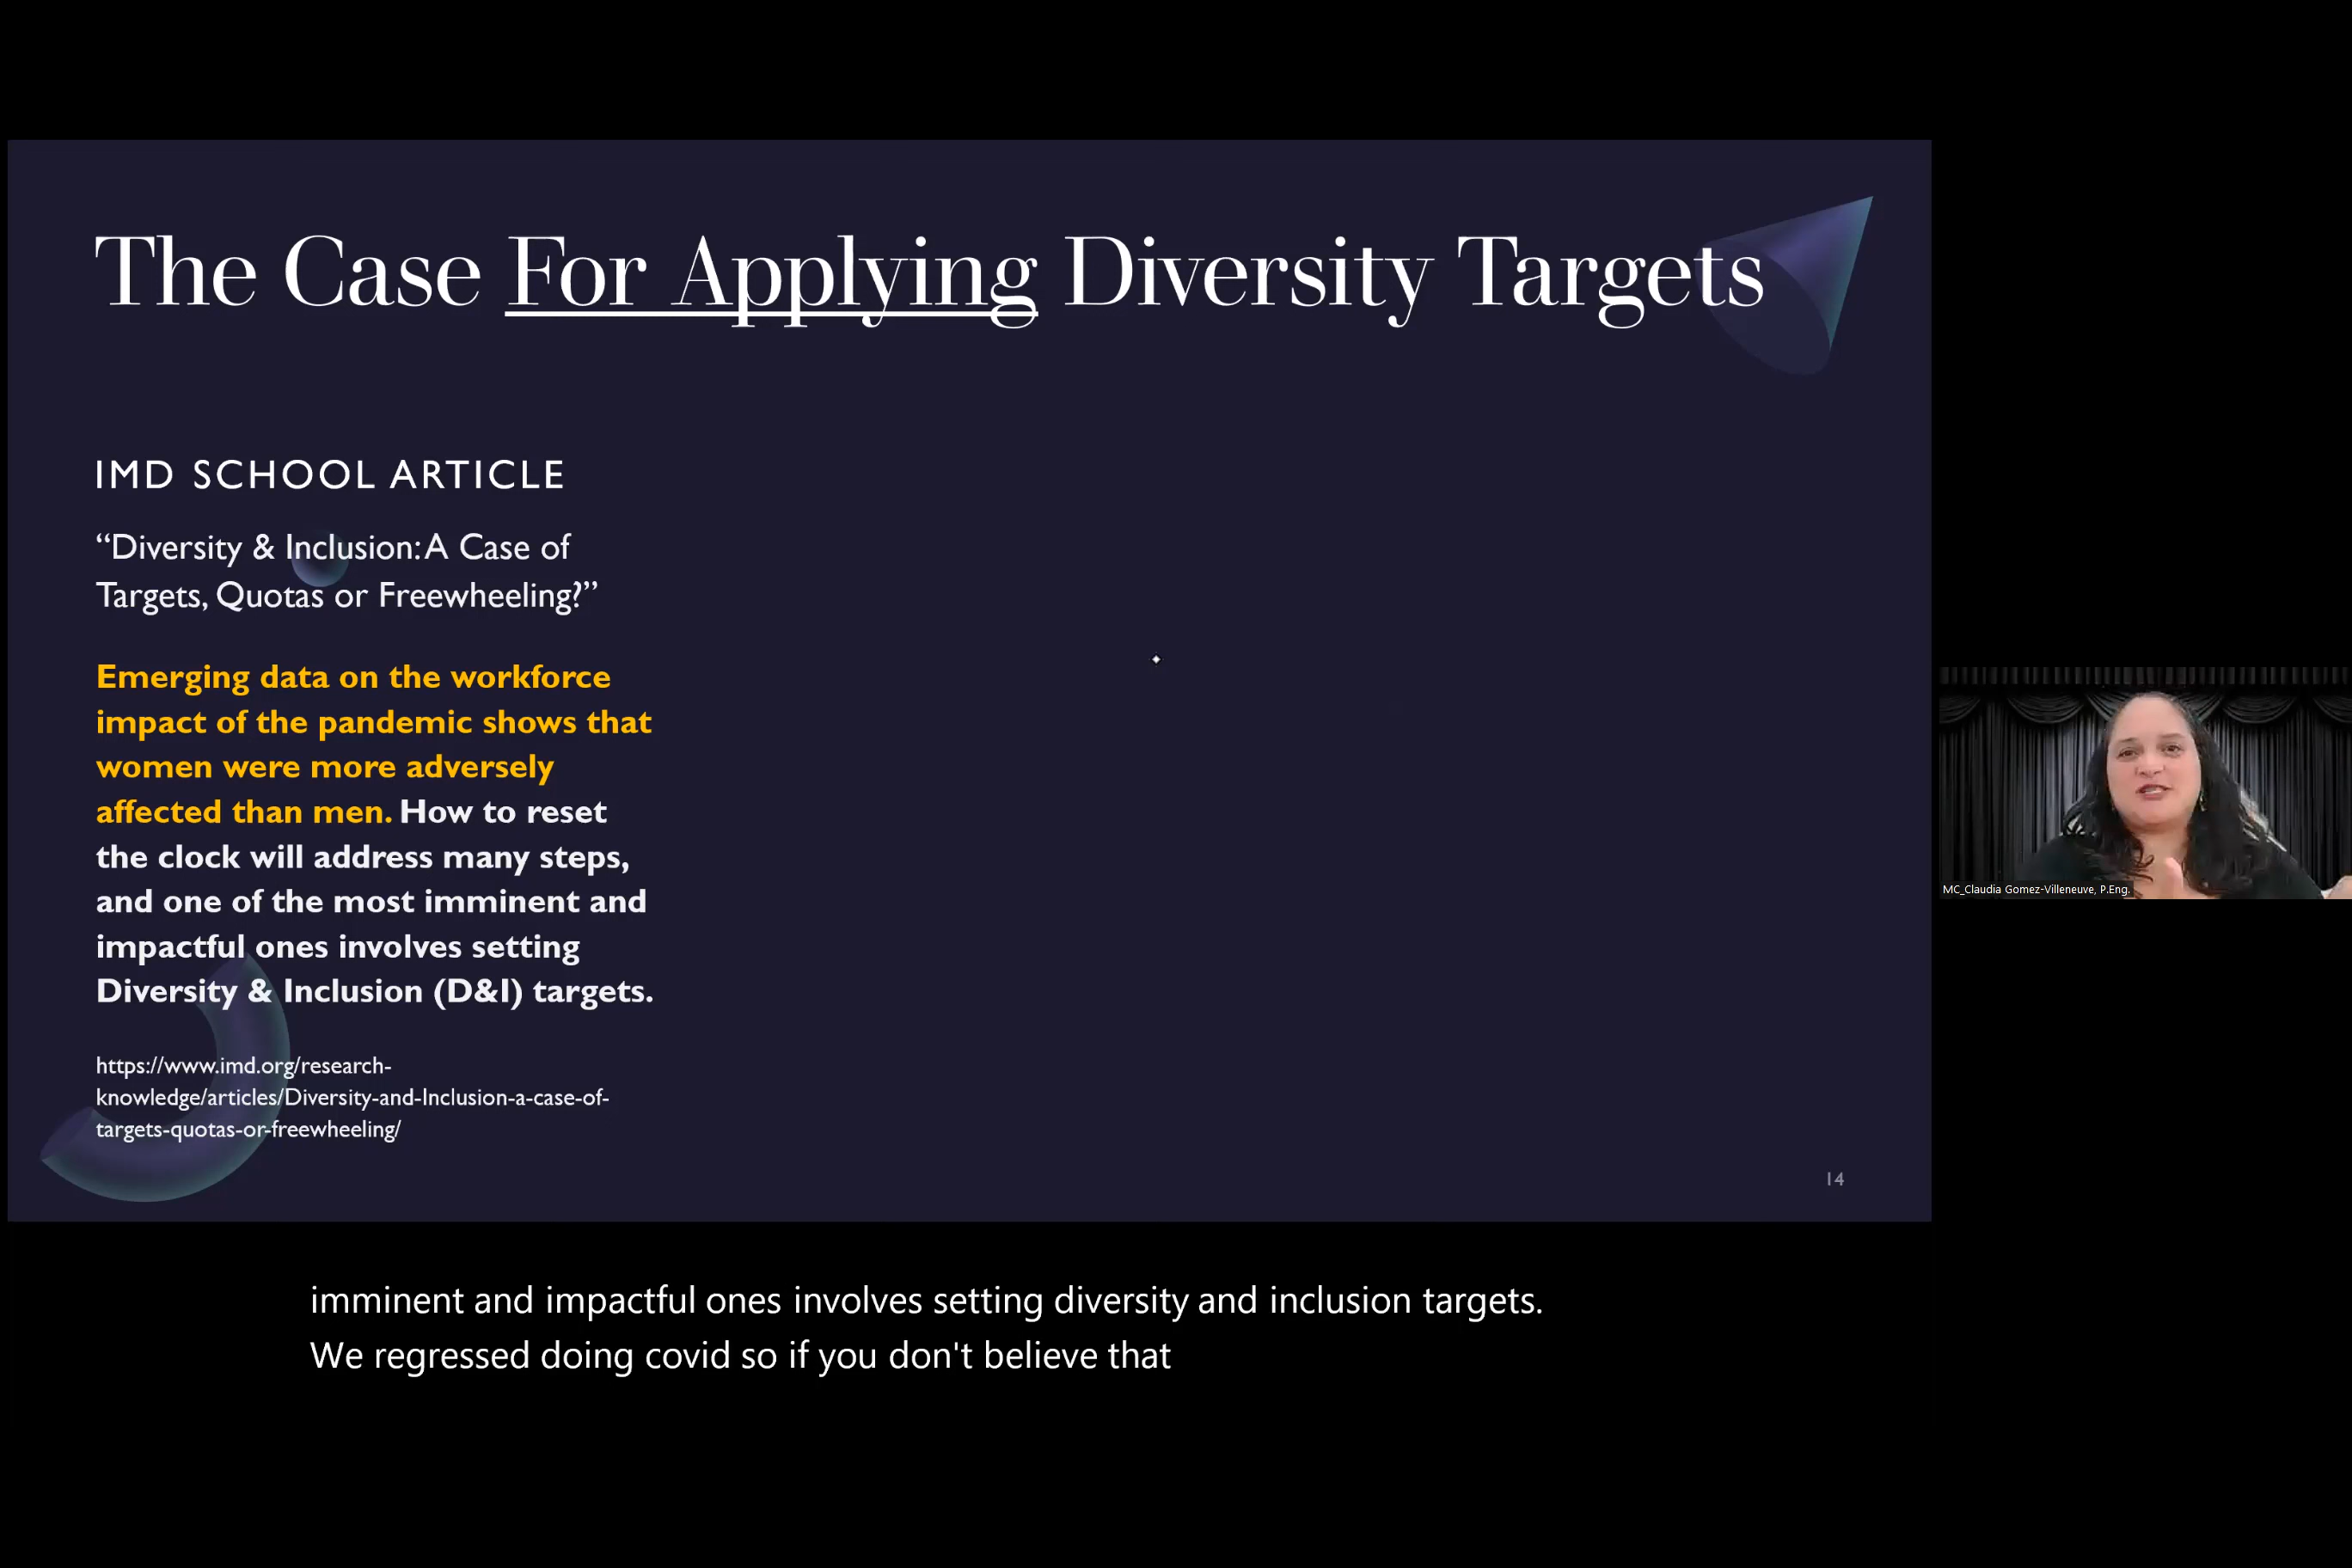 The Case For Applying Diversity Targets
IMD SCHOOL ARTICLE
“Diversity & Inclusion: A Case of
Targets, Quotas or Freewheeling?”
Emerging data on the workforce
impact of the pandemic shows that
women were more adversely
affected than men. How to reset
the clock will address many steps,
and one of the most imminent and
impactful ones involves setting
Diversity & Inclusion (D&I) targets.
https://www.imd.org/research-
knowledge/articles/Diversity-and-Inclusion-a-case-of-
targets-quotas-or-freewheeling/
14
MC_Claudia Gomez-Villeneuve, P.Eng.
imminent and impactful ones involves setting diversity and inclusion targets.
We regressed doing covid so if you don't believe that